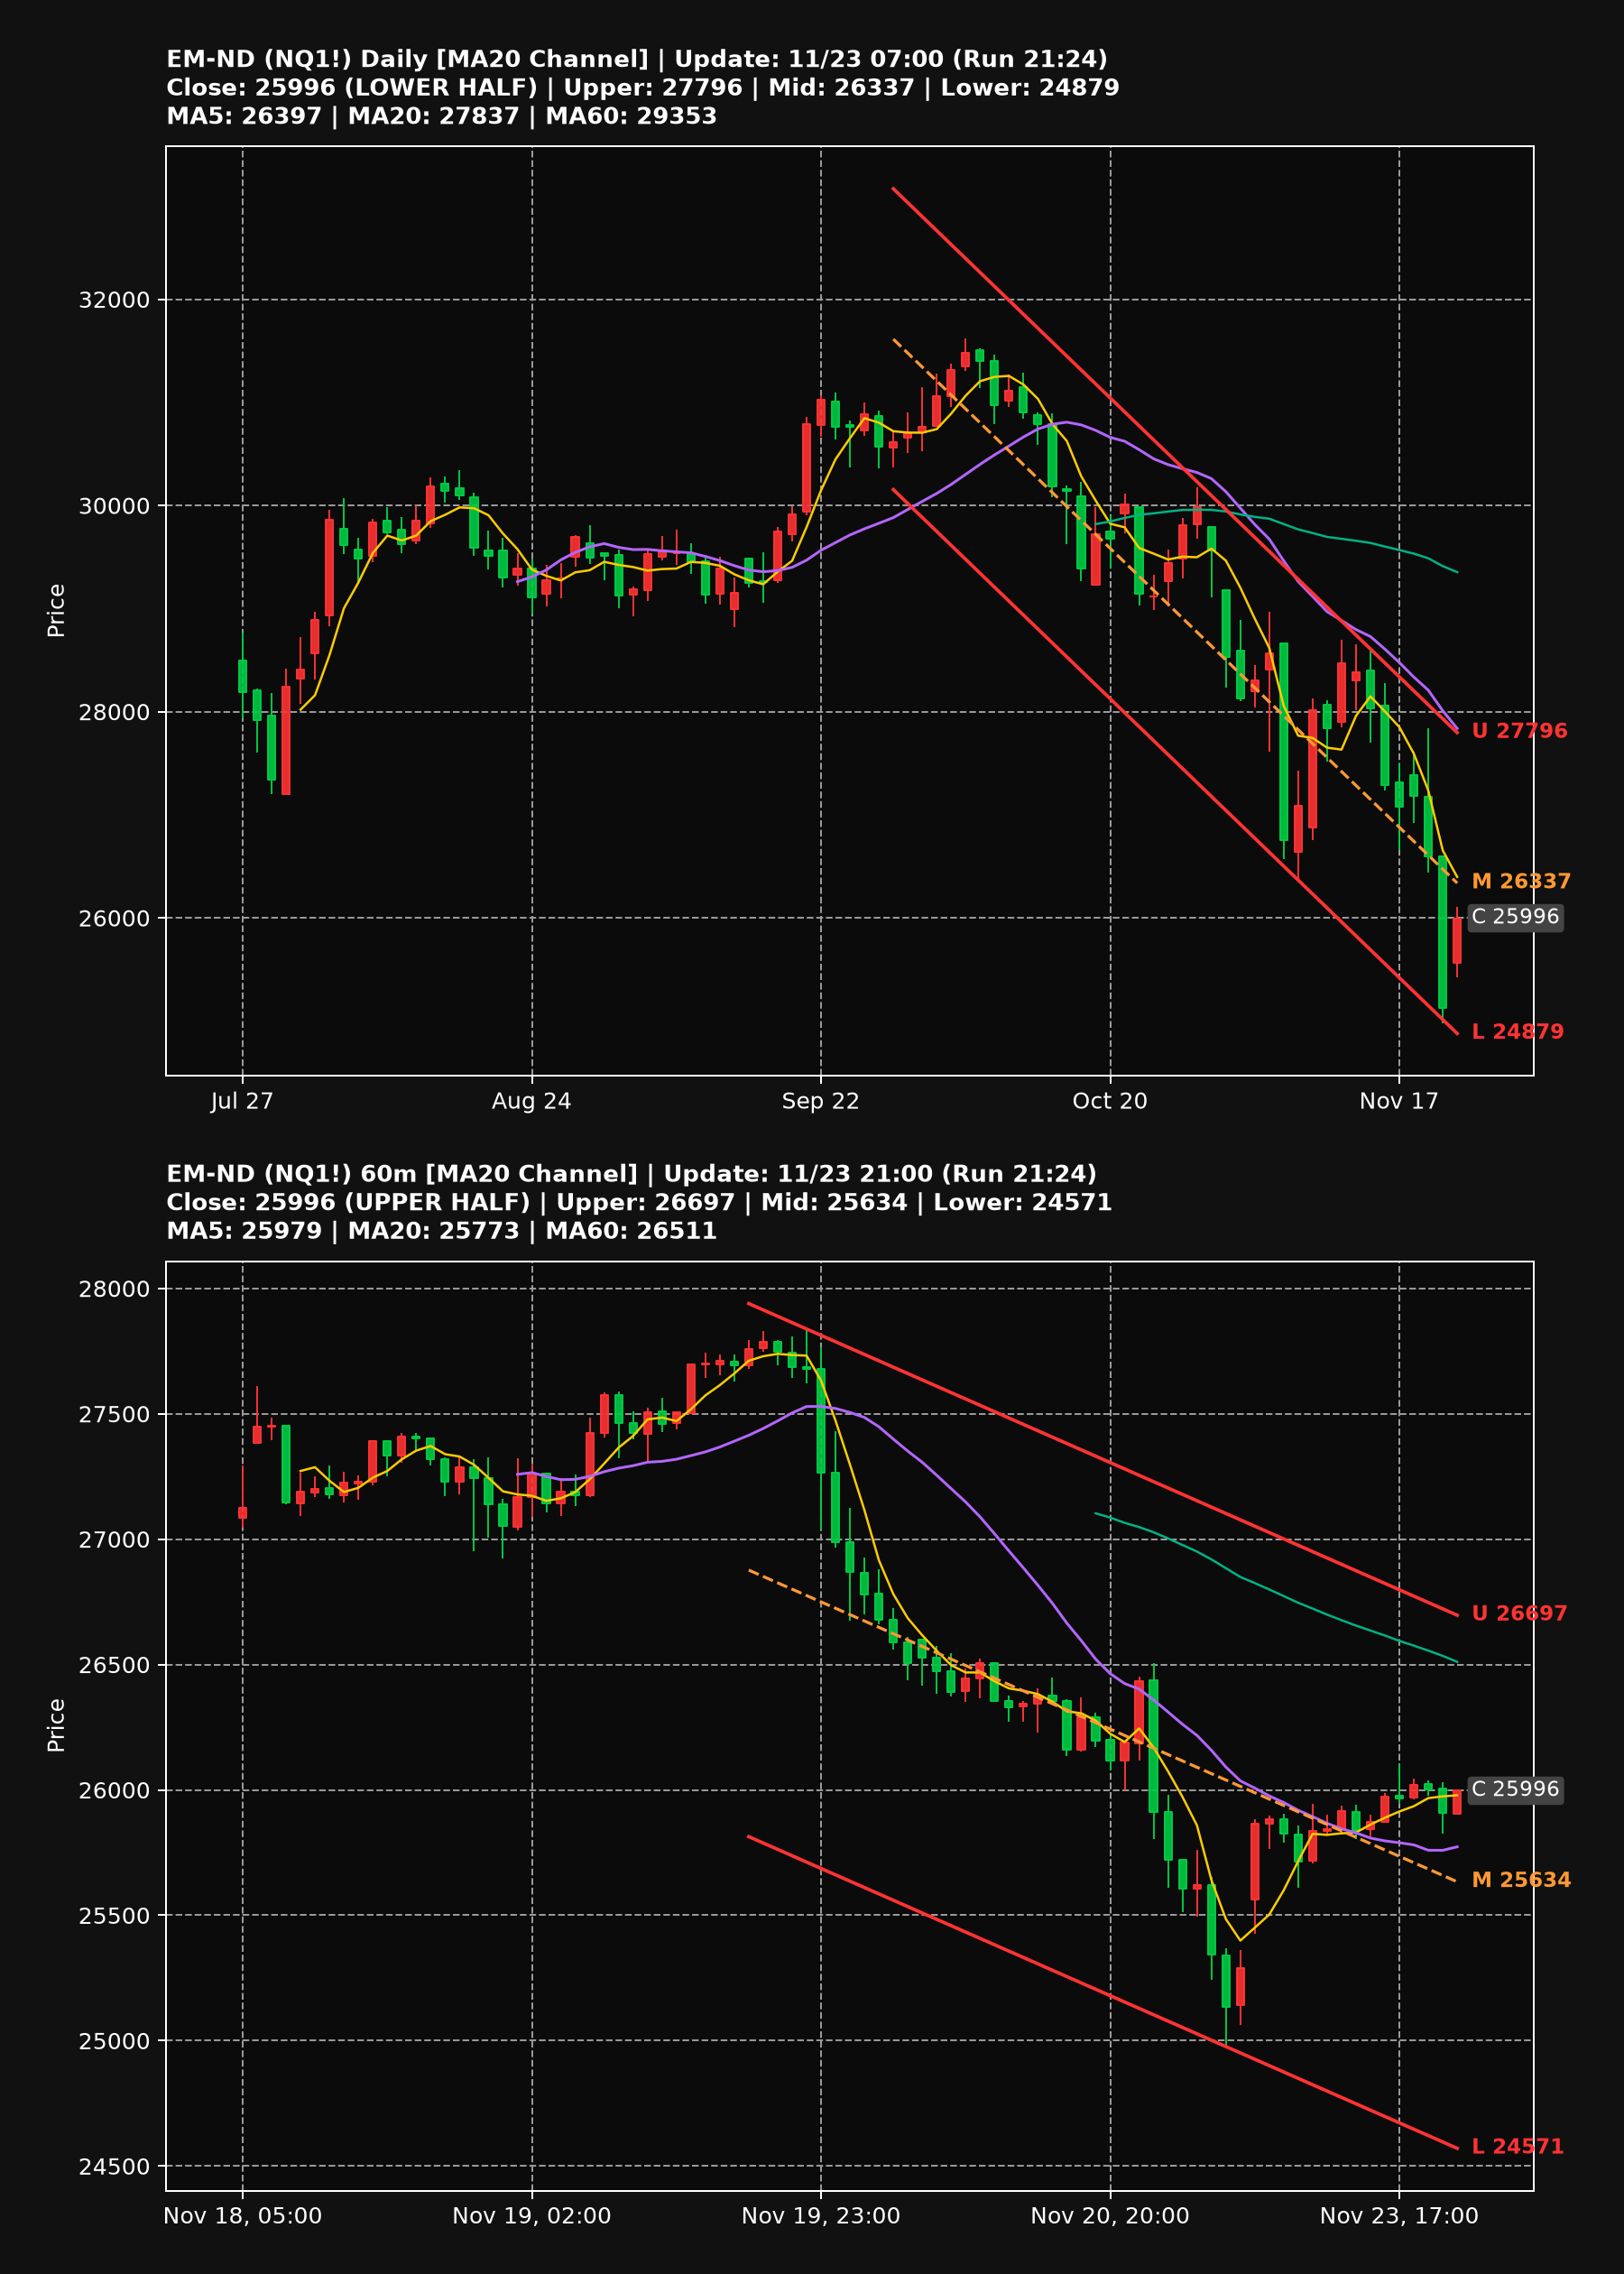 EM-ND (NQ1!) Daily [MA20 Channel] | Update: 11/23 07:00 (Run 21:24)
Close: 25996 (LOWER HALF) | Upper: 27796 | Mid: 26337 | Lower: 24879
MA5: 26397 | MA20: 27837 | MA60: 29353
32000
30000
28000
26000
Price
U 27796
M 26337
C 25996
L 24879
Jul 27
Aug 24
Sep 22
Oct 20
Nov 17
EM-ND (NQ1!) 60m [MA20 Channel] | Update: 11/23 21:00 (Run 21:24)
Close: 25996 (UPPER HALF) | Upper: 26697 | Mid: 25634 | Lower: 24571
MA5: 25979 | MA20: 25773 | MA60: 26511
28000
27500
27000
26500
26000
25500
25000
24500
Price
U 26697
C 25996
M 25634
L 24571
Nov 18, 05:00
Nov 19, 02:00
Nov 19, 23:00
Nov 20, 20:00
Nov 23, 17:00